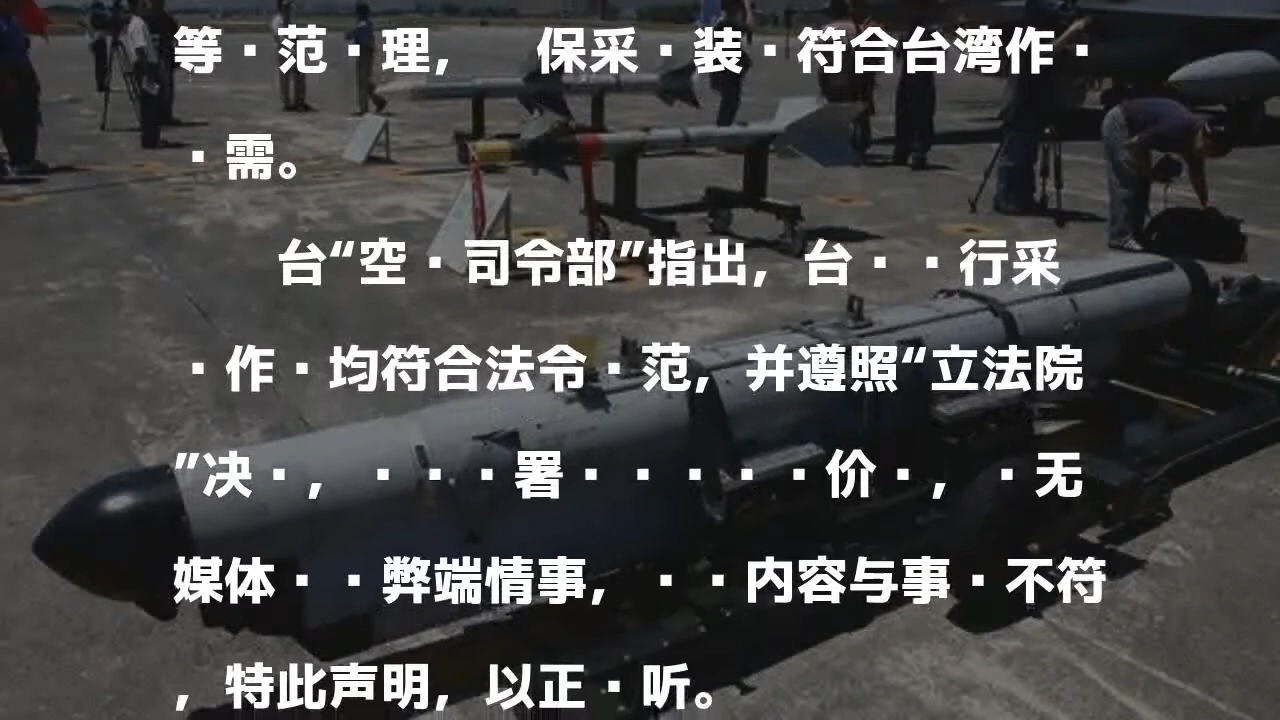 等·范·理， 保采·装·符合台湾作·
·需。
台“空·司令部”指出，台··行采
·作·均符合法令·范，并遵照“立法院
”决·，···署·····价·，·无
媒体··弊端情事，··内容与事·不符
，特此声明，以正·听。